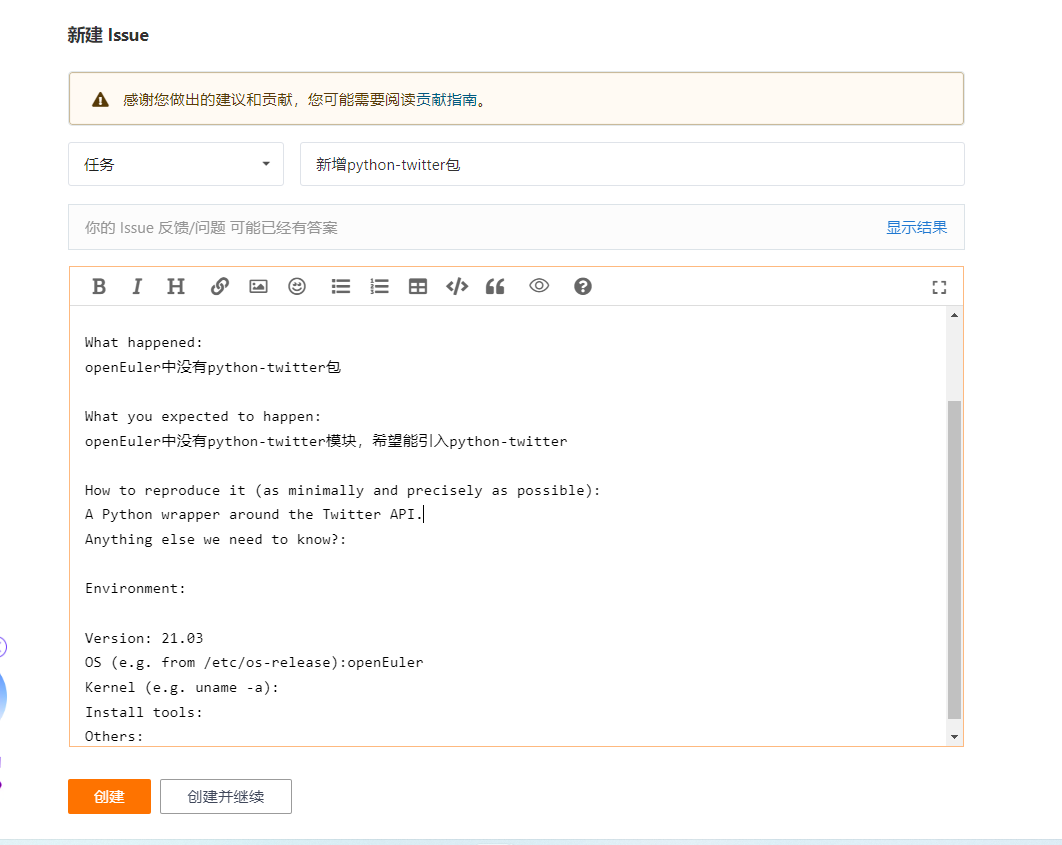 新建 Issue
感谢您做出的建议和贡献，您可能需要阅读贡献指南。
任务
新增python-twitter包
你的 Issue 反馈/问题 可能已经有答案
显示结果
What happened:
openEuler中没有python-twitter包
What you expected to happen:
openEuler中没有python-twitter模块，希望能引入python-twitter
How to reproduce it (as minimally and precisely as possible):
A Python wrapper around the Twitter API.
Anything else we need to know?:
Environment:
Version: 21.03
OS (e.g. from /etc/os-release):openEuler
Kernel (e.g. uname -a):
Install tools:
Others:
创建
创建并继续